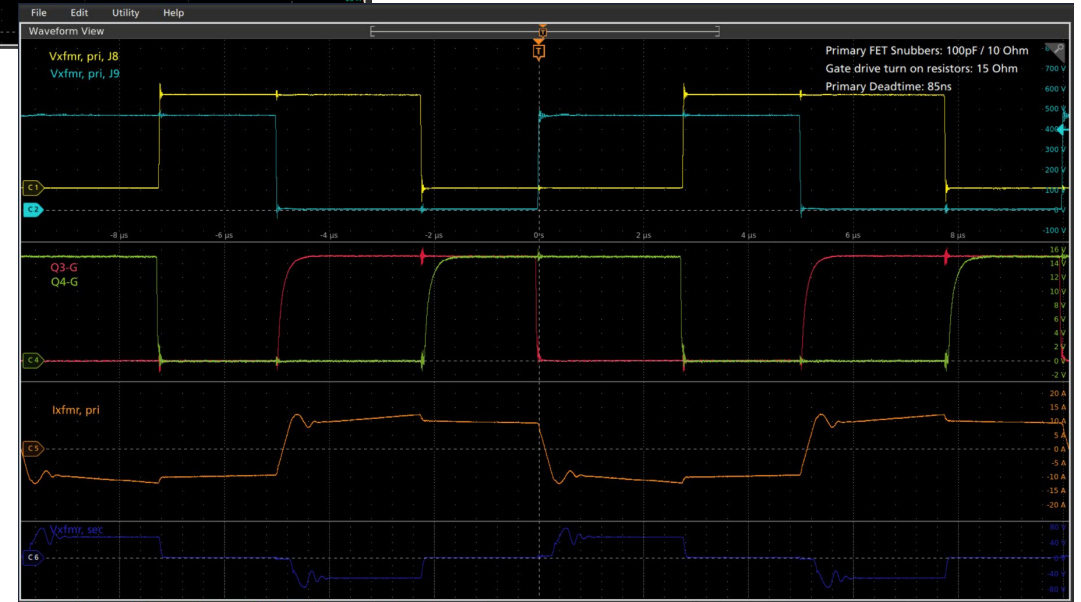 File Edit Utility Help
Waveform View
T
T
Vxfmr, pri, J8
Vxfmr, pri, J9
Primary FET Snubbers: 100pF / 10 Ohm
Gate drive turn on resistors: 15 Ohm
Primary Deadtime: 85ns
700 V
600 V
500 V
400 V
300 V
200 V
100 V
0 V
-100 V
C1
C2
-8 µs -6 µs -4 µs -2 µs 0 s 2 µs 4 µs 6 µs 8 µs
Q3-G
Q4-G
16 V
14 V
12 V
10 V
8 V
6 V
4 V
2 V
0 V
-2 V
C4
Ixfmr, pri
20 A
15 A
10 A
5 A
0 A
-5 A
-10 A
-15 A
-20 A
C5
Vxfmr, sec
80 V
40 V
0 V
-40 V
-80 V
C6